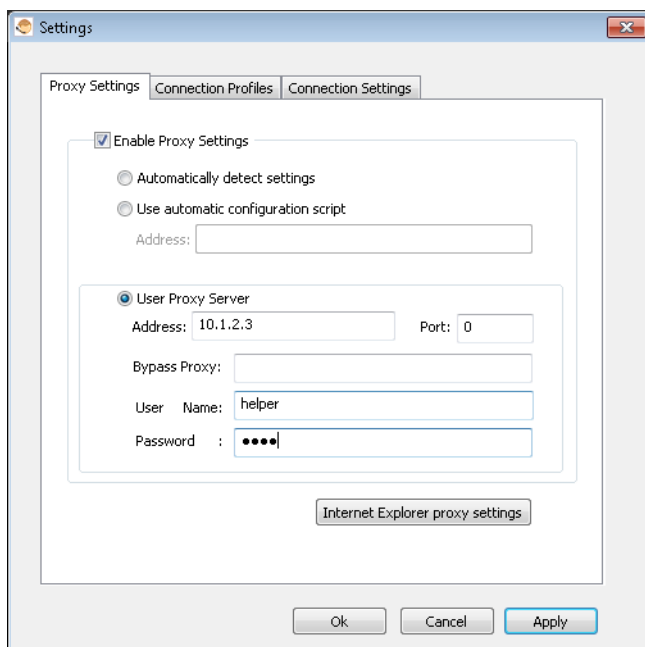 Settings
Proxy Settings Connection Profiles Connection Settings
Enable Proxy Settings
Automatically detect settings
Use automatic configuration script
Address:
User Proxy Server
Address: 10.1.2.3 Port: 0
Bypass Proxy:
User Name: helper
Password : ●●●●
Internet Explorer proxy settings
Ok Cancel Apply